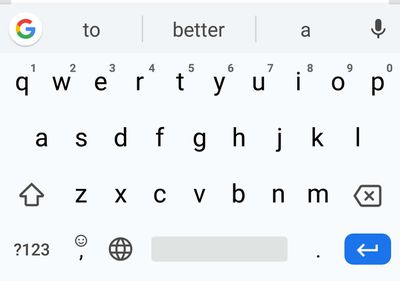 G to better a
1 2 3 4 5 6 7 8 9 0
q w e r t y u i o p
a s d f g h j k l
z x c v b n m
?123 , .